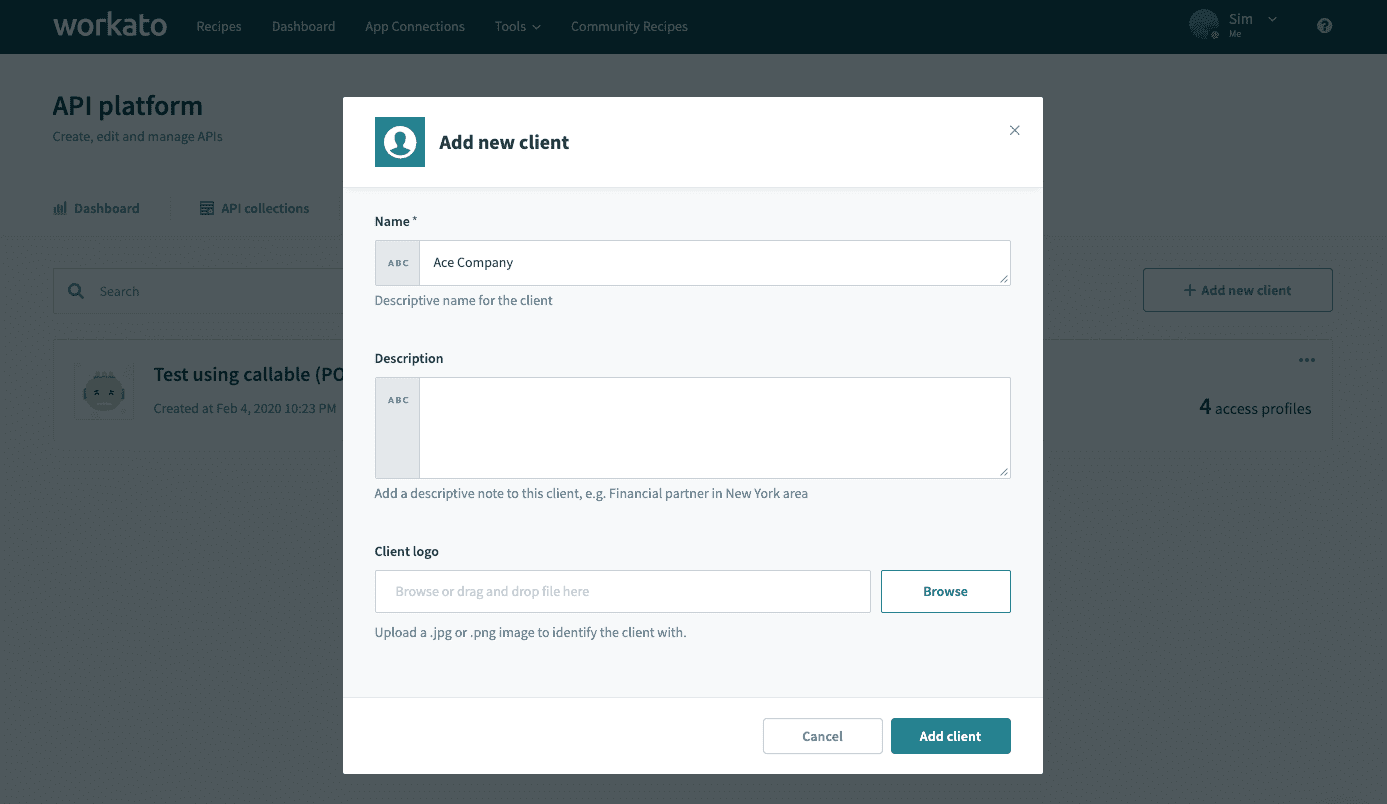 workato
Recipes
Dashboard
App Connections
Tools
Community Recipes
Sim
Me
?
API platform
Create, edit and manage APIs
Dashboard
API collections
Search
+ Add new client
Test using callable (PO
Created at Feb 4, 2020 10:23 PM
4 access profiles
Add new client
Name *
ABC
Ace Company
Descriptive name for the client
Description
ABC
Add a descriptive note to this client, e.g. Financial partner in New York area
Client logo
Browse or drag and drop file here
Browse
Upload a .jpg or .png image to identify the client with.
Cancel
Add client